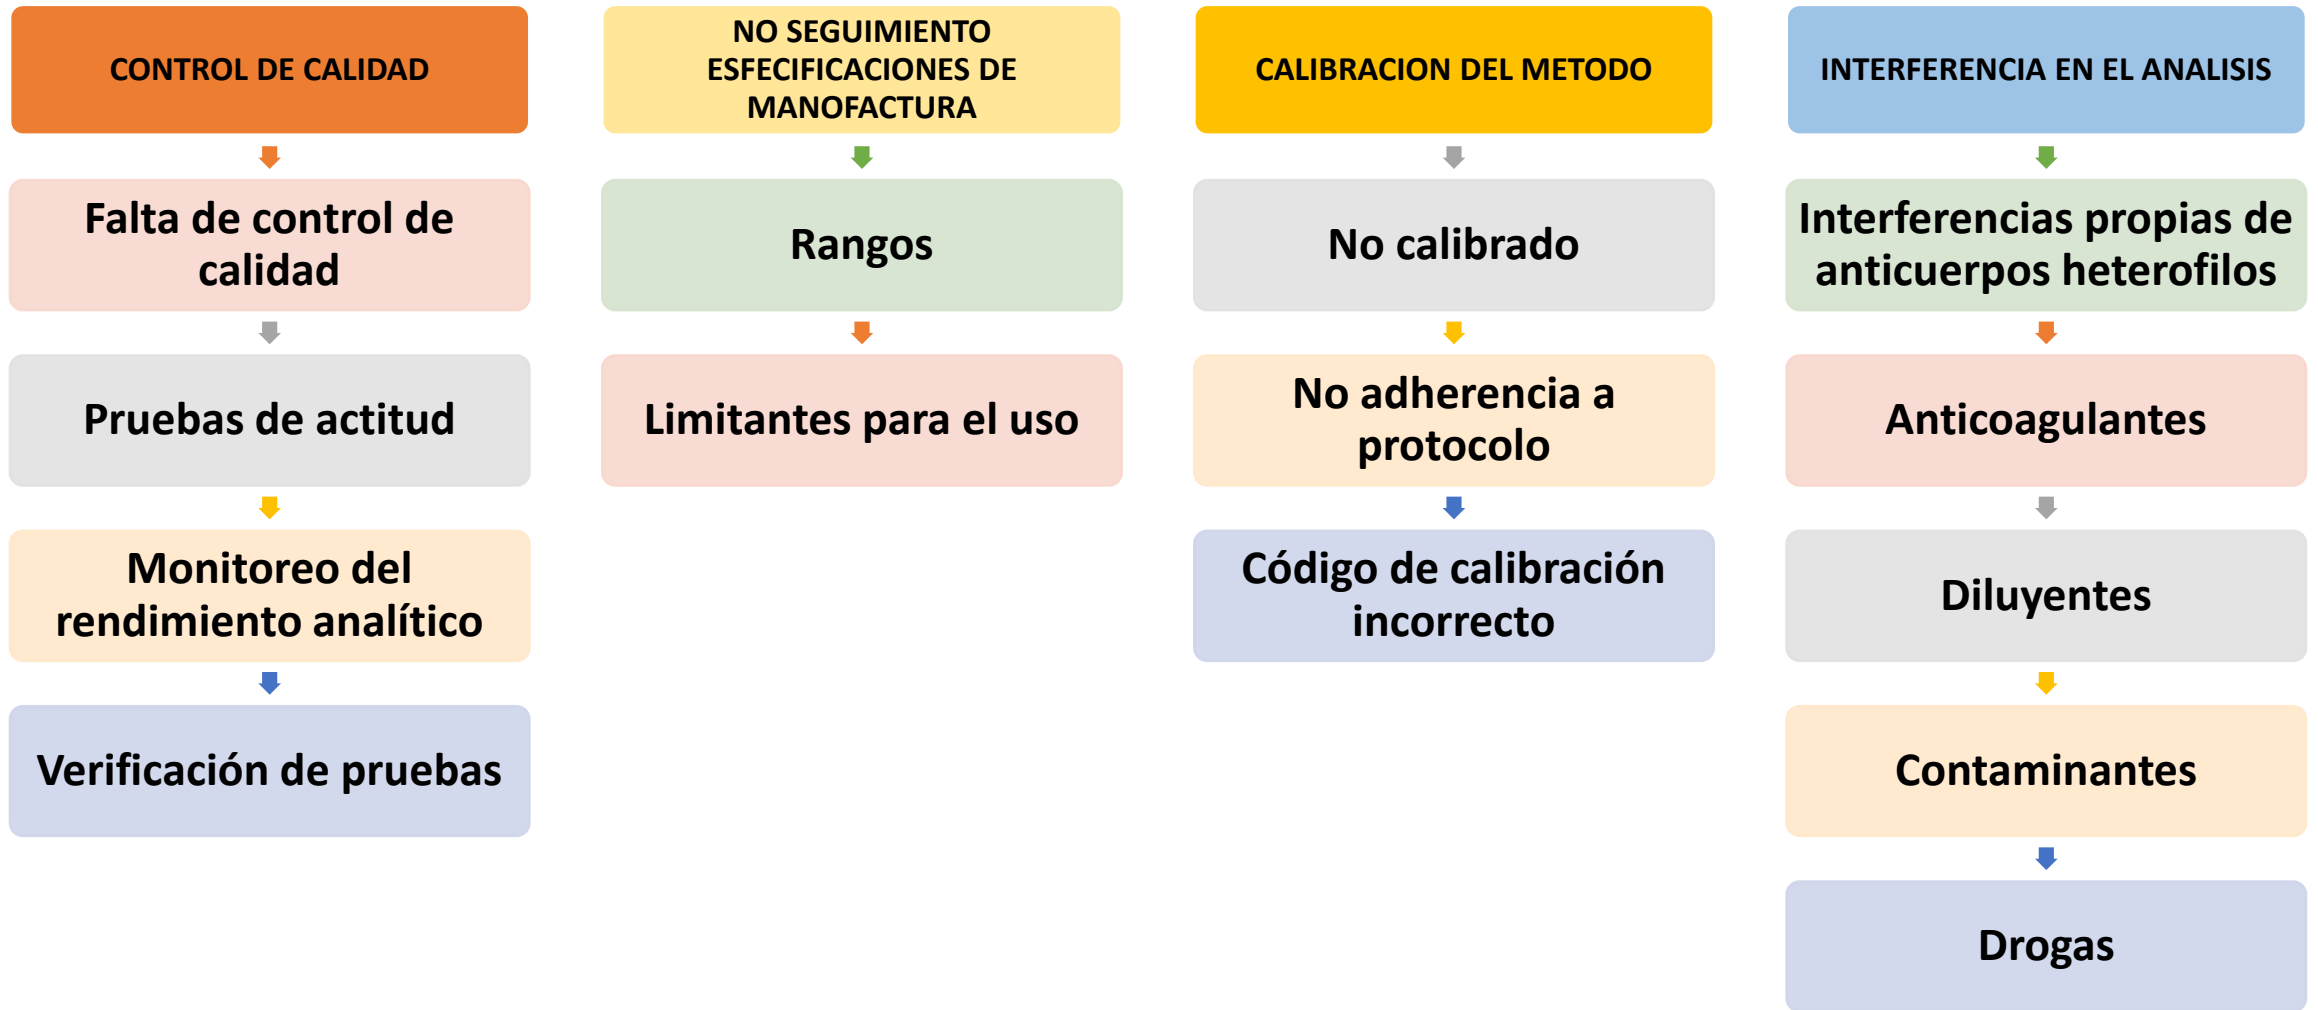 CONTROL DE CALIDAD
Falta de control de
calidad
Pruebas de actitud
Monitoreo del
rendimiento analítico
Verificación de pruebas
NO SEGUIMIENTO
ESFECIFICACIONES DE
MANOFACTURA
Rangos
Limitantes para el uso
CALIBRACION DEL METODO
No calibrado
No adherencia a
protocolo
Código de calibración
incorrecto
INTERFERENCIA EN EL ANALISIS
Interferencias propias de
anticuerpos heterofilos
Anticoagulantes
Diluyentes
Contaminantes
Drogas